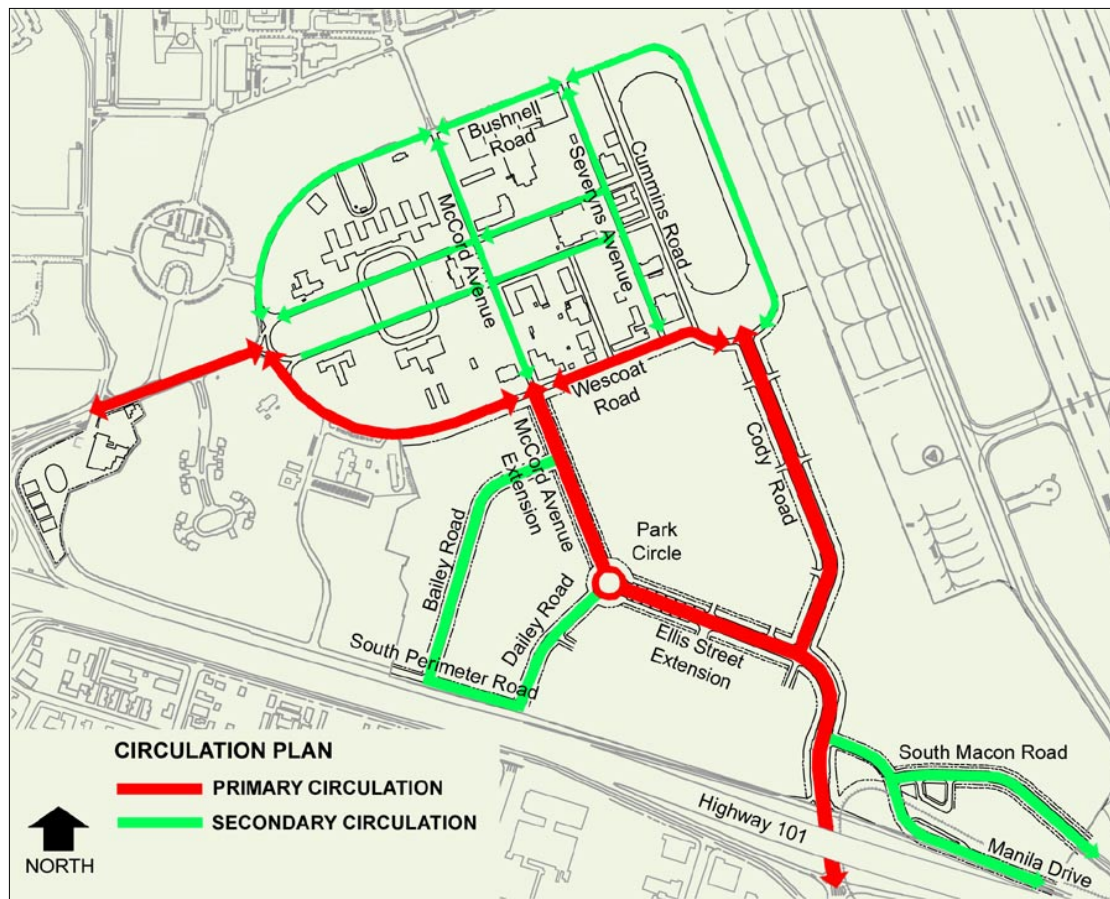 Bushnell
Road
Severyns Avenue
Cummins Road
McCord Avenue
Wescoat
Road
McCord Avenue
Extension
Cody Road
Park
Circle
Bailey Road
Dailey Road
Ellis Street
Extension
South Perimeter Road
South Macon Road
Highway 101
Manila Drive
CIRCULATION PLAN
PRIMARY CIRCULATION
SECONDARY CIRCULATION
NORTH